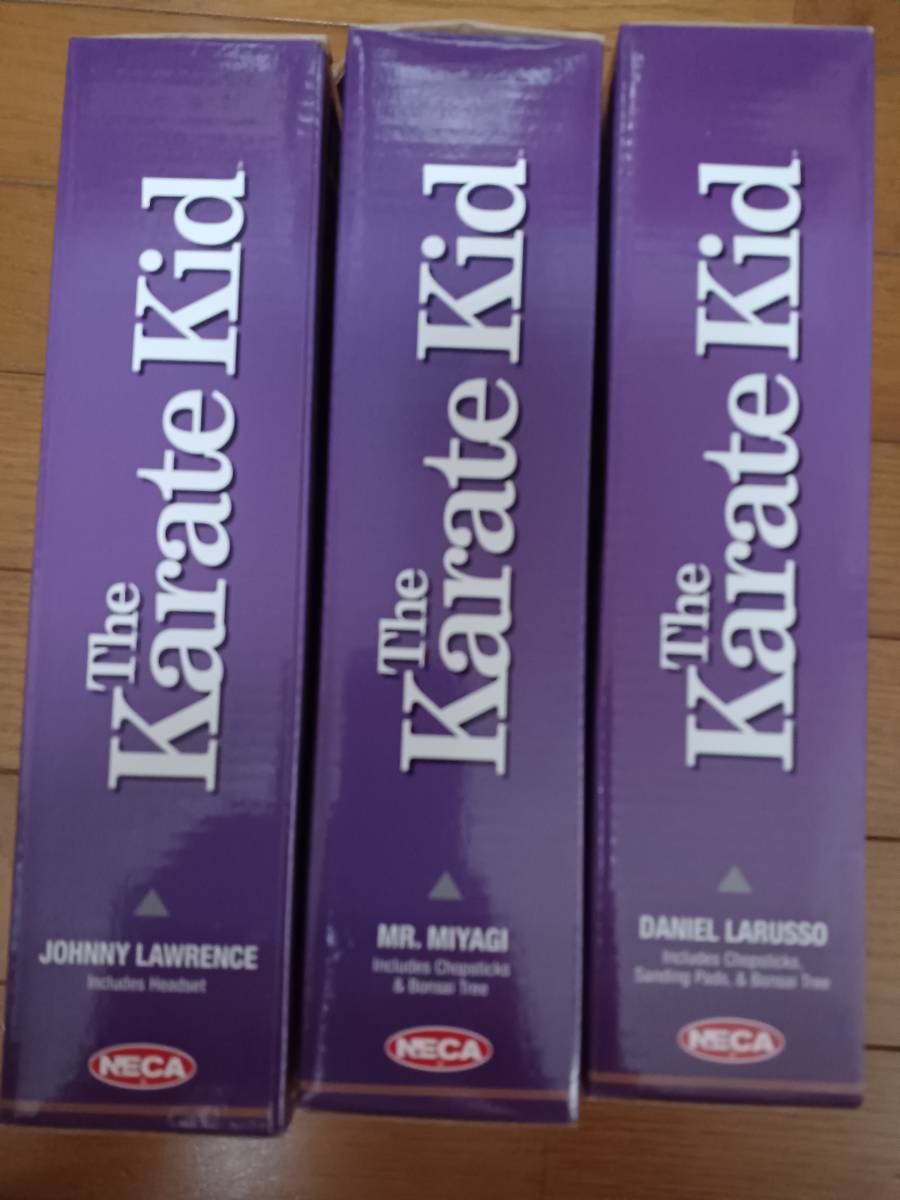 The
Karate Kid
JOHNNY LAWRENCE
Includes Headset
NECA
The
Karate Kid
MR. MIYAGI
Includes Chopsticks
& Bonsai Tree
NECA
The
Karate Kid
DANIEL LARUSSO
Includes Chopsticks,
Sanding Pads, & Bonsai Tree
NECA